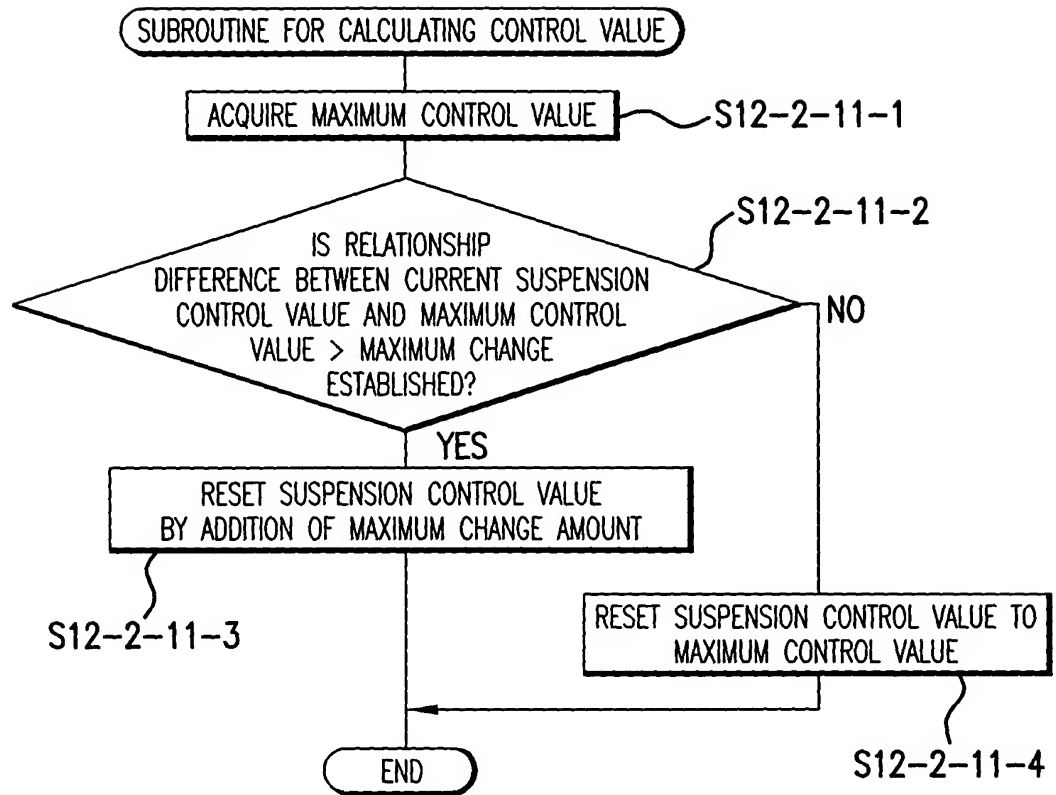 SUBROUTINE FOR CALCULATING CONTROL VALUE
ACQUIRE MAXIMUM CONTROL VALUE
S12-2-11-1
S12-2-11-2
IS RELATIONSHIP
DIFFERENCE BETWEEN CURRENT SUSPENSION
CONTROL VALUE AND MAXIMUM CONTROL
VALUE > MAXIMUM CHANGE
ESTABLISHED?
NO
YES
RESET SUSPENSION CONTROL VALUE
BY ADDITION OF MAXIMUM CHANGE AMOUNT
S12-2-11-3
RESET SUSPENSION CONTROL VALUE TO
MAXIMUM CONTROL VALUE
S12-2-11-4
END